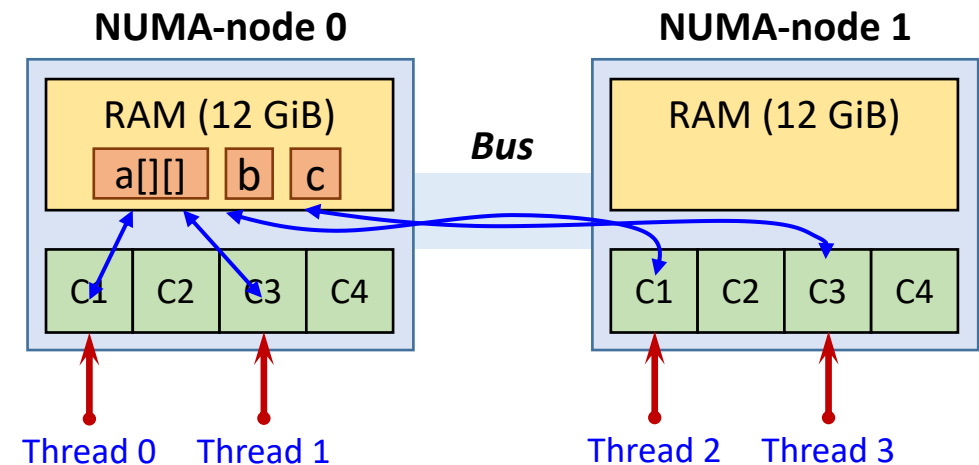 NUMA-node 0
NUMA-node 1
RAM (12 GiB)
a[][]
b
c
Bus
RAM (12 GiB)
C1
C2
C3
C4
C1
C2
C3
C4
Thread 0
Thread 1
Thread 2
Thread 3